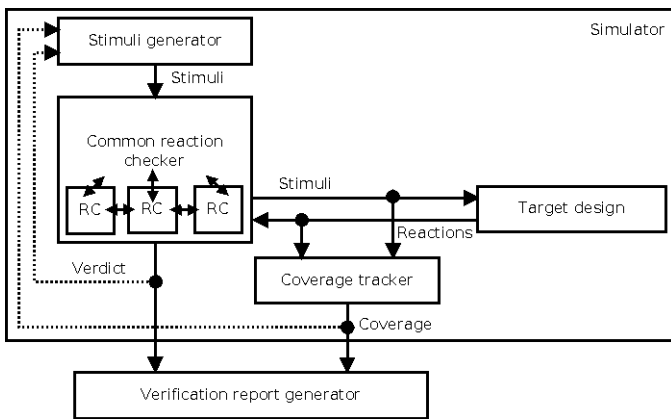 Simulator
Stimuli generator
Stimuli
Common reaction
checker
RC
RC
RC
Stimuli
Target design
Reactions
Verdict
Coverage tracker
Coverage
Verification report generator